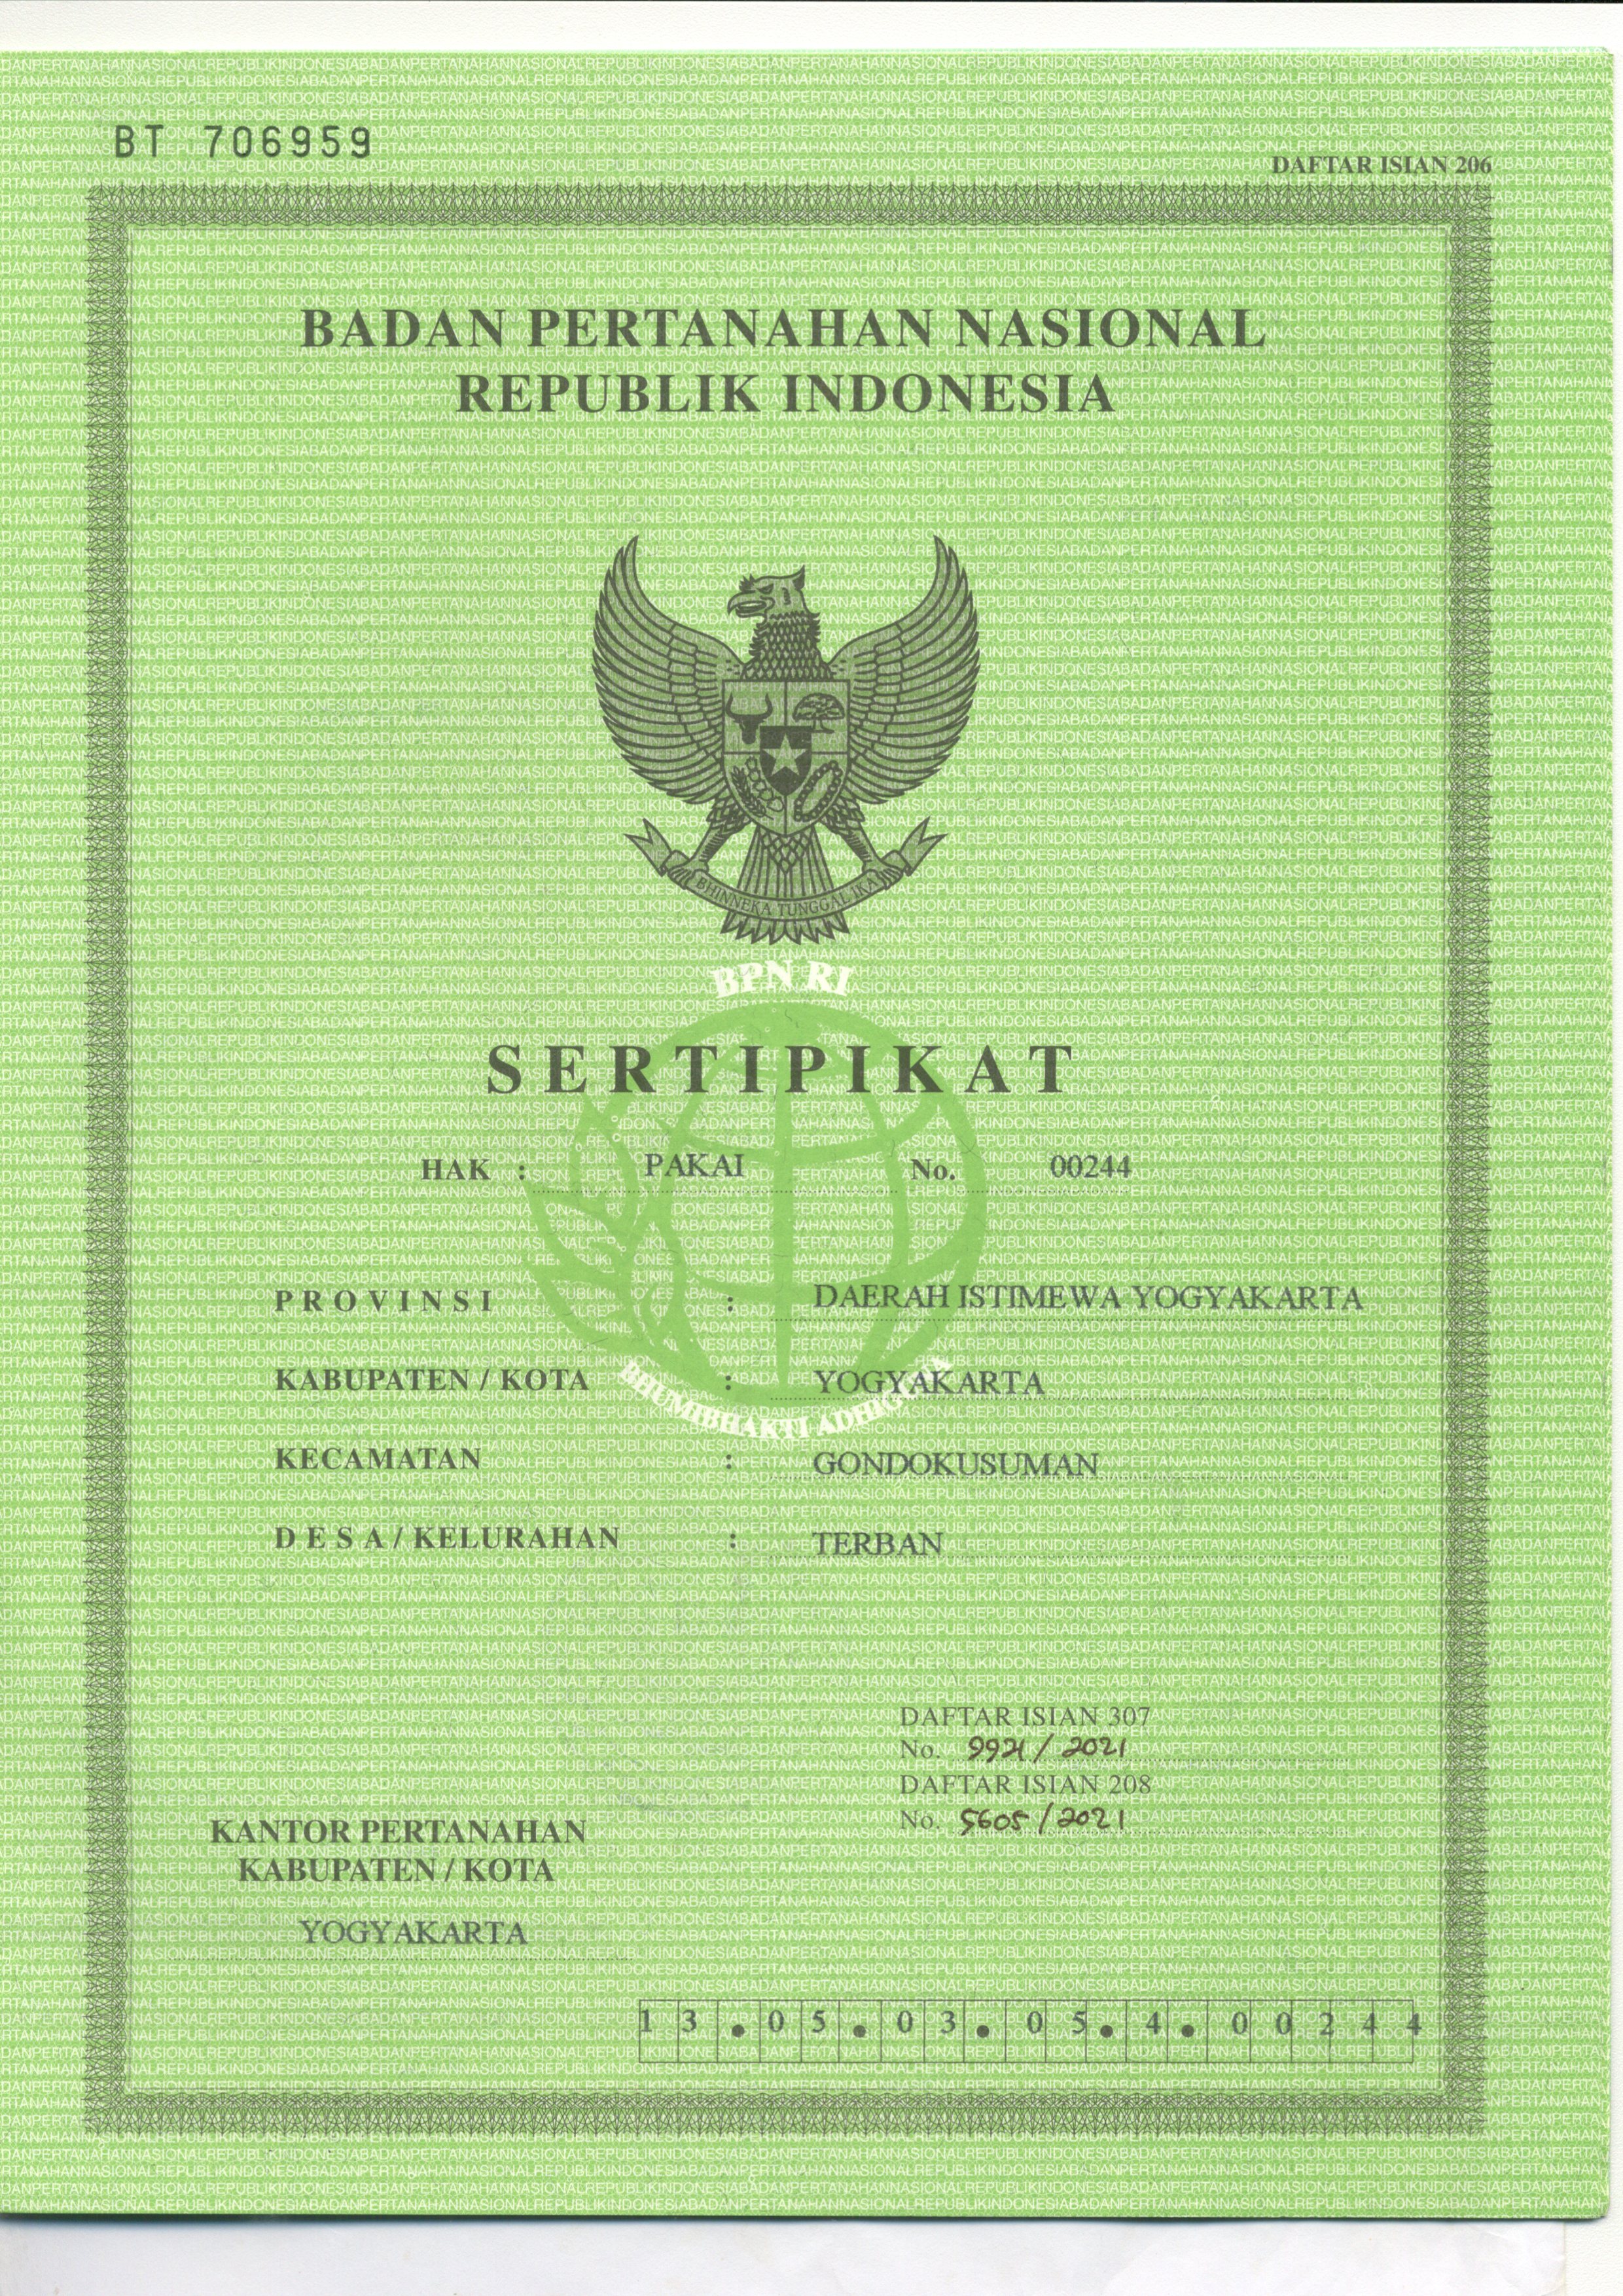 BT 706959
DAFTAR ISIAN 206
BADAN PERTANAHAN NASIONAL
REPUBLIK INDONESIA
BHINNEKA TUNGGAL IKA
BPN RI
SERTIPIKAT
HAK : PAKAI No. 00244
PROVINSI : DAERAH ISTIMEWA YOGYAKARTA
KABUPATEN / KOTA : YOGYAKARTA
BHUMIBHAKTI ADHIGUNA
KECAMATAN : GONDOKUSUMAN
DESA / KELURAHAN : TERBAN
DAFTAR ISIAN 307
No. 9921 / 2021
DAFTAR ISIAN 208
No. 5605 / 2021
KANTOR PERTANAHAN
KABUPATEN / KOTA
YOGYAKARTA
13.05.03.05.4.00244